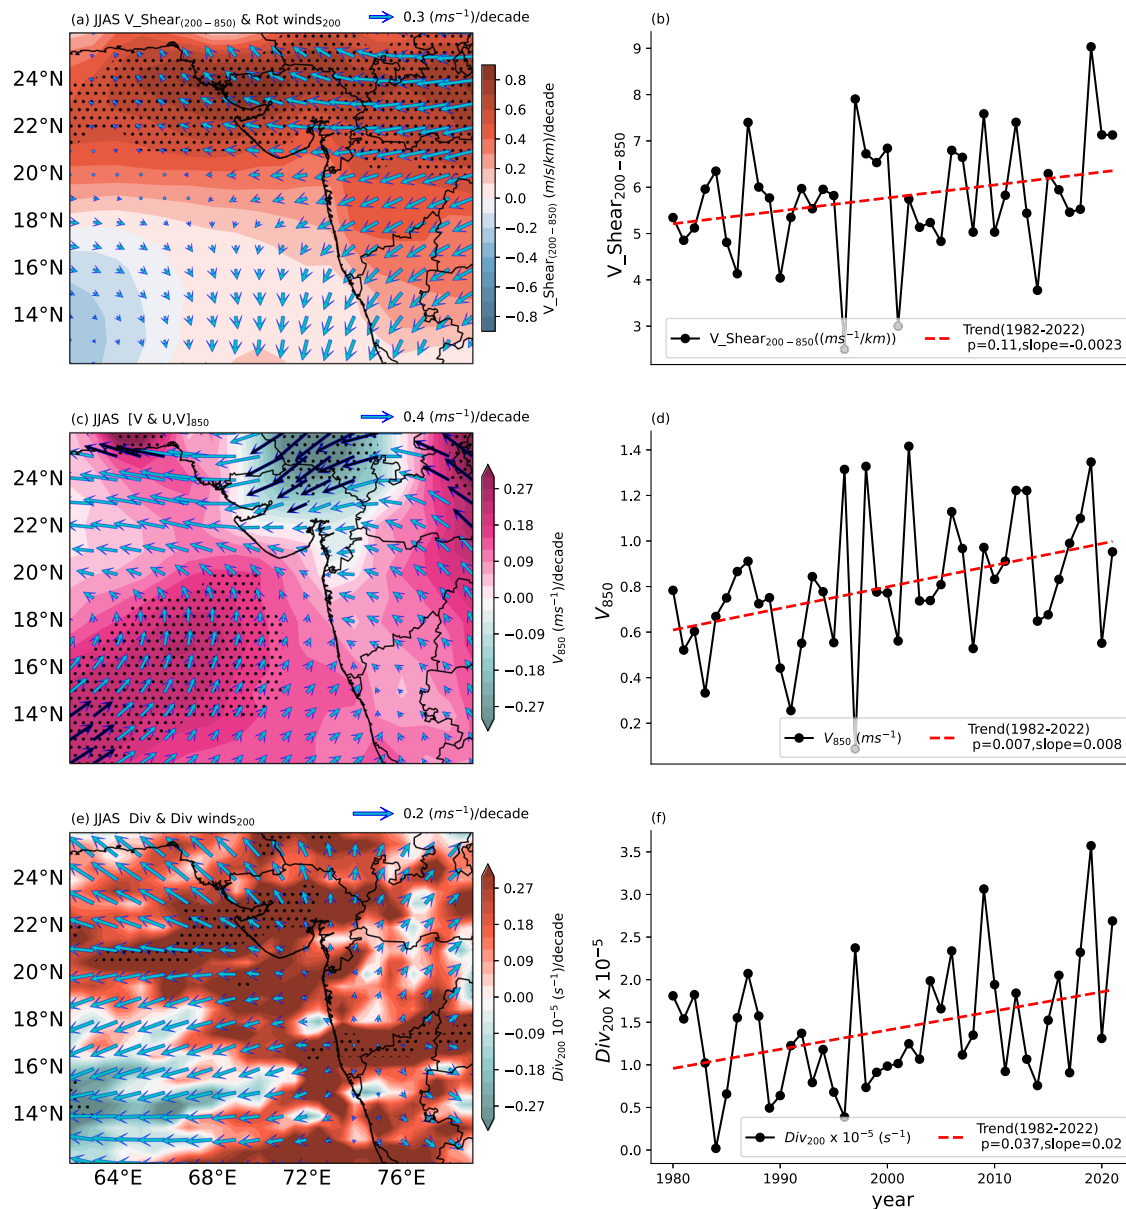 (a) JJAS V_Shear(200−850) & Rot winds200
0.3 (ms−1)/decade
24°N
22°N
20°N
18°N
16°N
14°N
0.8
0.6
0.4
0.2
0.0
−0.2
−0.4
−0.6
−0.8
V_Shear(200−850) (m/s/km)/decade
(b)
9
8
7
6
5
4
3
V_Shear200−850
V_Shear200−850((ms−1/km))
Trend(1982-2022)
p=0.11,slope=-0.0023
(c) JJAS [V & U,V]850
0.4 (ms−1)/decade
24°N
22°N
20°N
18°N
16°N
14°N
0.27
0.18
0.09
0.00
−0.09
−0.18
−0.27
V850 (ms−1)/decade
(d)
1.4
1.2
1.0
0.8
0.6
0.4
0.2
V850
V850 (ms−1)
Trend(1982-2022)
p=0.007,slope=0.008
(e) JJAS Div & Div winds200
0.2 (ms−1)/decade
24°N
22°N
20°N
18°N
16°N
14°N
64°E
68°E
72°E
76°E
0.27
0.18
0.09
0.00
−0.09
−0.18
−0.27
Div200 10−5 (s−1)/decade
(f)
3.5
3.0
2.5
2.0
1.5
1.0
0.5
0.0
Div200 x 10−5
Div200 x 10−5 (s−1)
Trend(1982-2022)
p=0.037,slope=0.02
1980
1990
2000
2010
2020
year